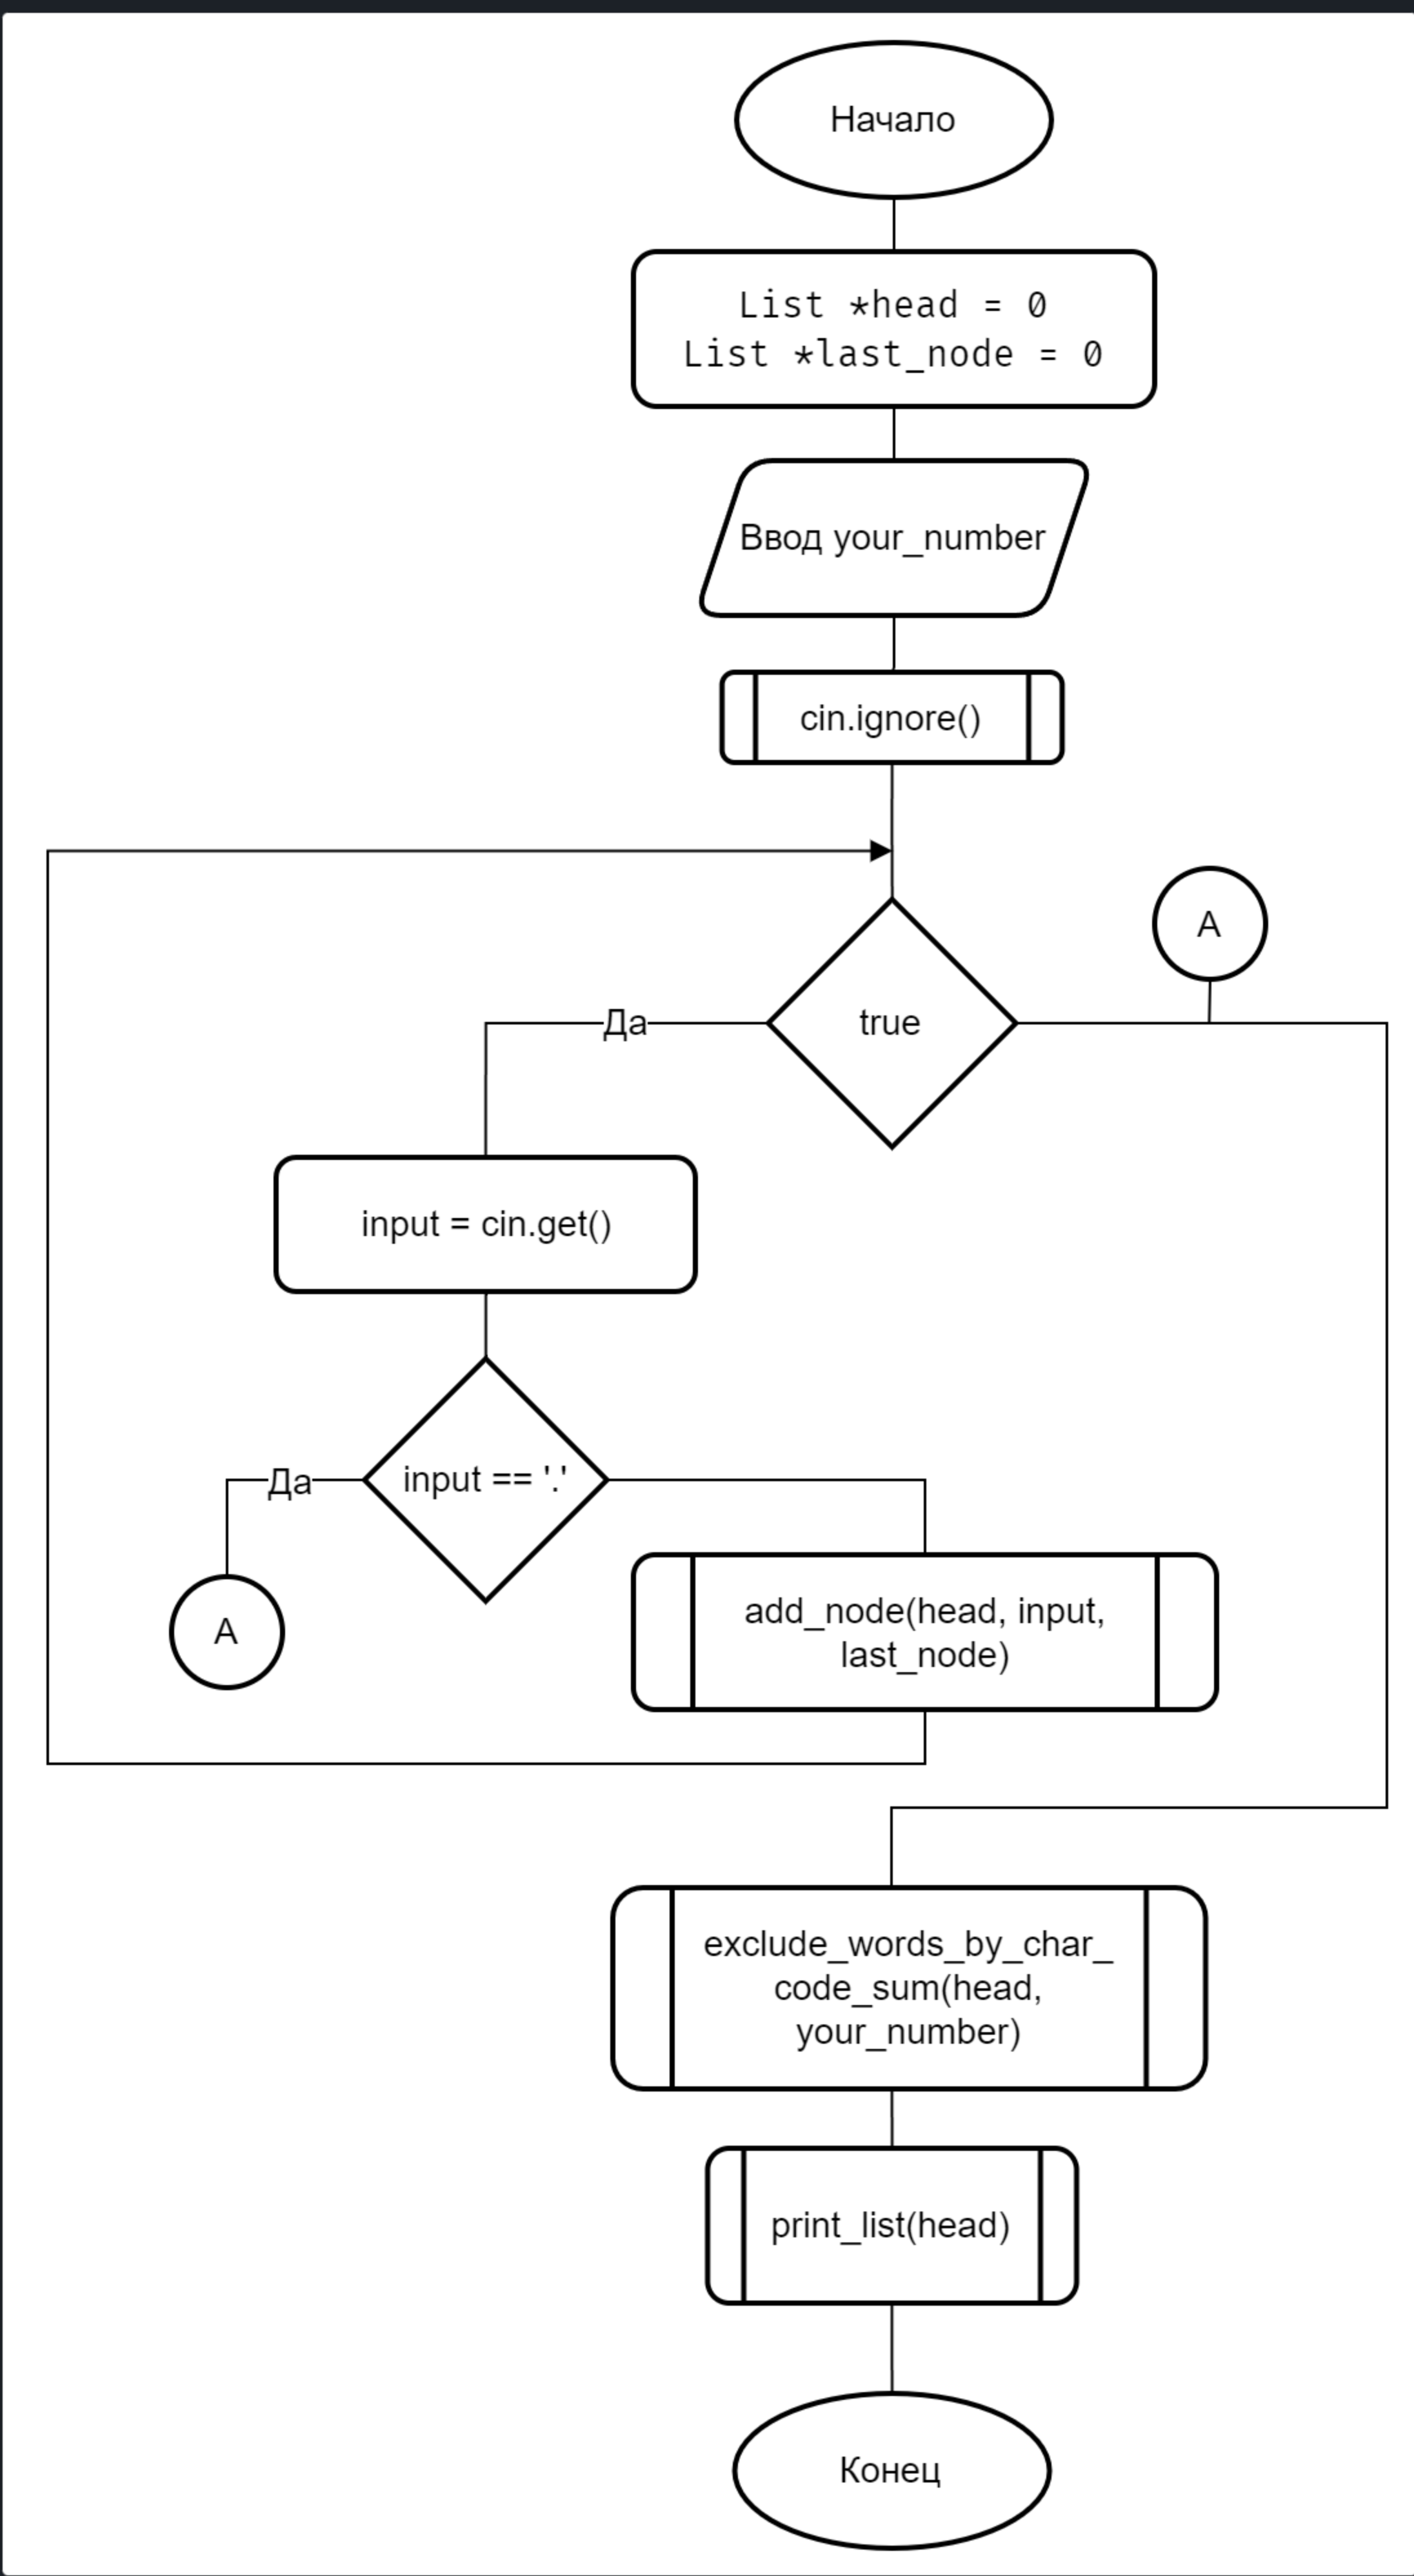 Начало
List *head = 0
List *last_node = 0
Ввод your_number
cin.ignore()
A
Да
true
input = cin.get()
Да
input == '.'
A
add_node(head, input,
last_node)
exclude_words_by_char_
code_sum(head,
your_number)
print_list(head)
Конец